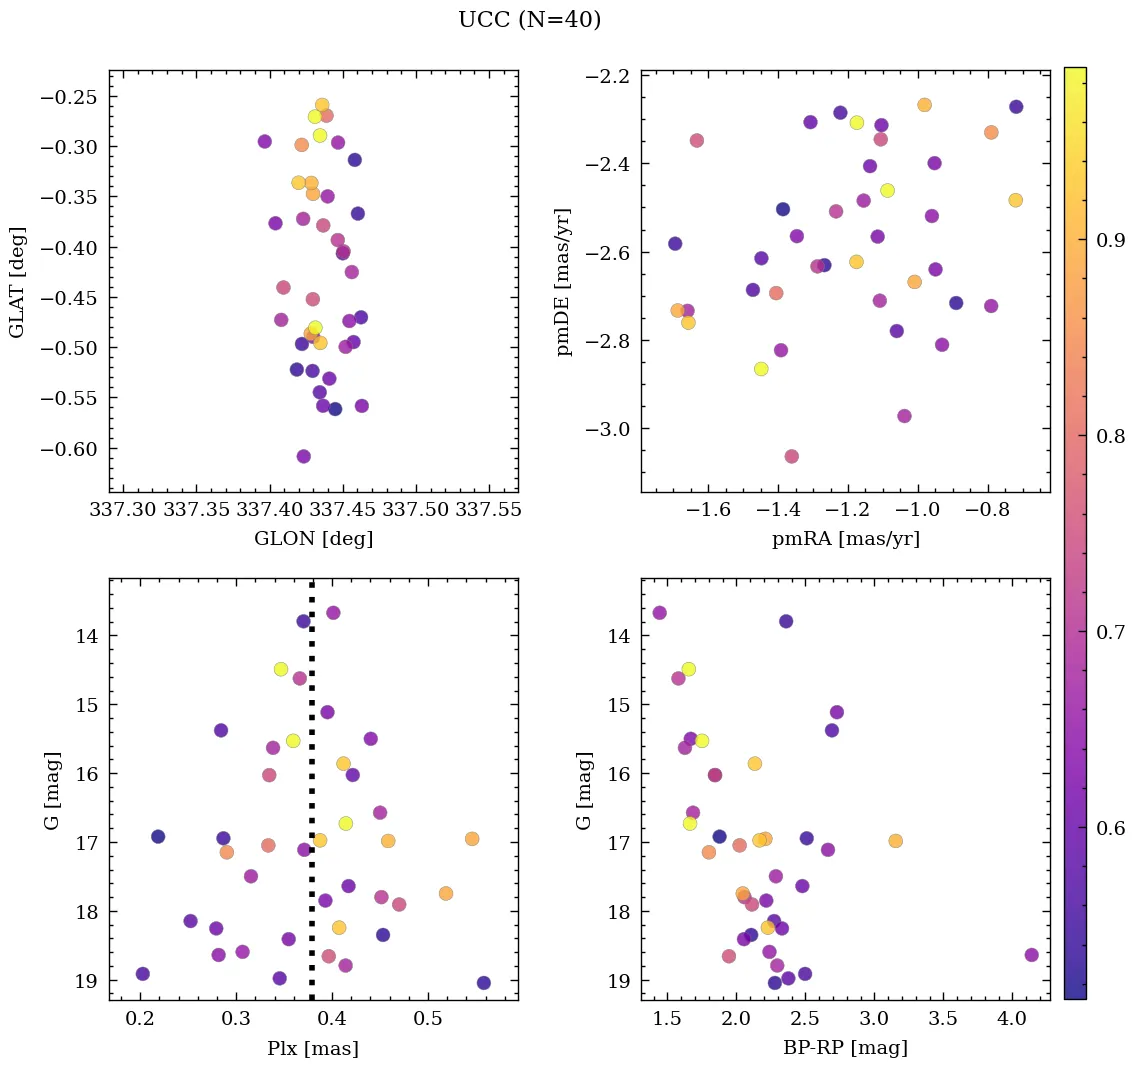 UCC (N=40)
−0.25
−0.30
−0.35
−0.40
−0.45
−0.50
−0.55
−0.60
GLAT [deg]
337.30 337.35 337.40 337.45 337.50 337.55
GLON [deg]
−2.2
−2.4
−2.6
−2.8
−3.0
pmDE [mas/yr]
−1.6 −1.4 −1.2 −1.0 −0.8
pmRA [mas/yr]
14
15
16
17
18
19
G [mag]
0.2 0.3 0.4 0.5
Plx [mas]
14
15
16
17
18
19
G [mag]
1.5 2.0 2.5 3.0 3.5 4.0
BP-RP [mag]
0.9
0.8
0.7
0.6